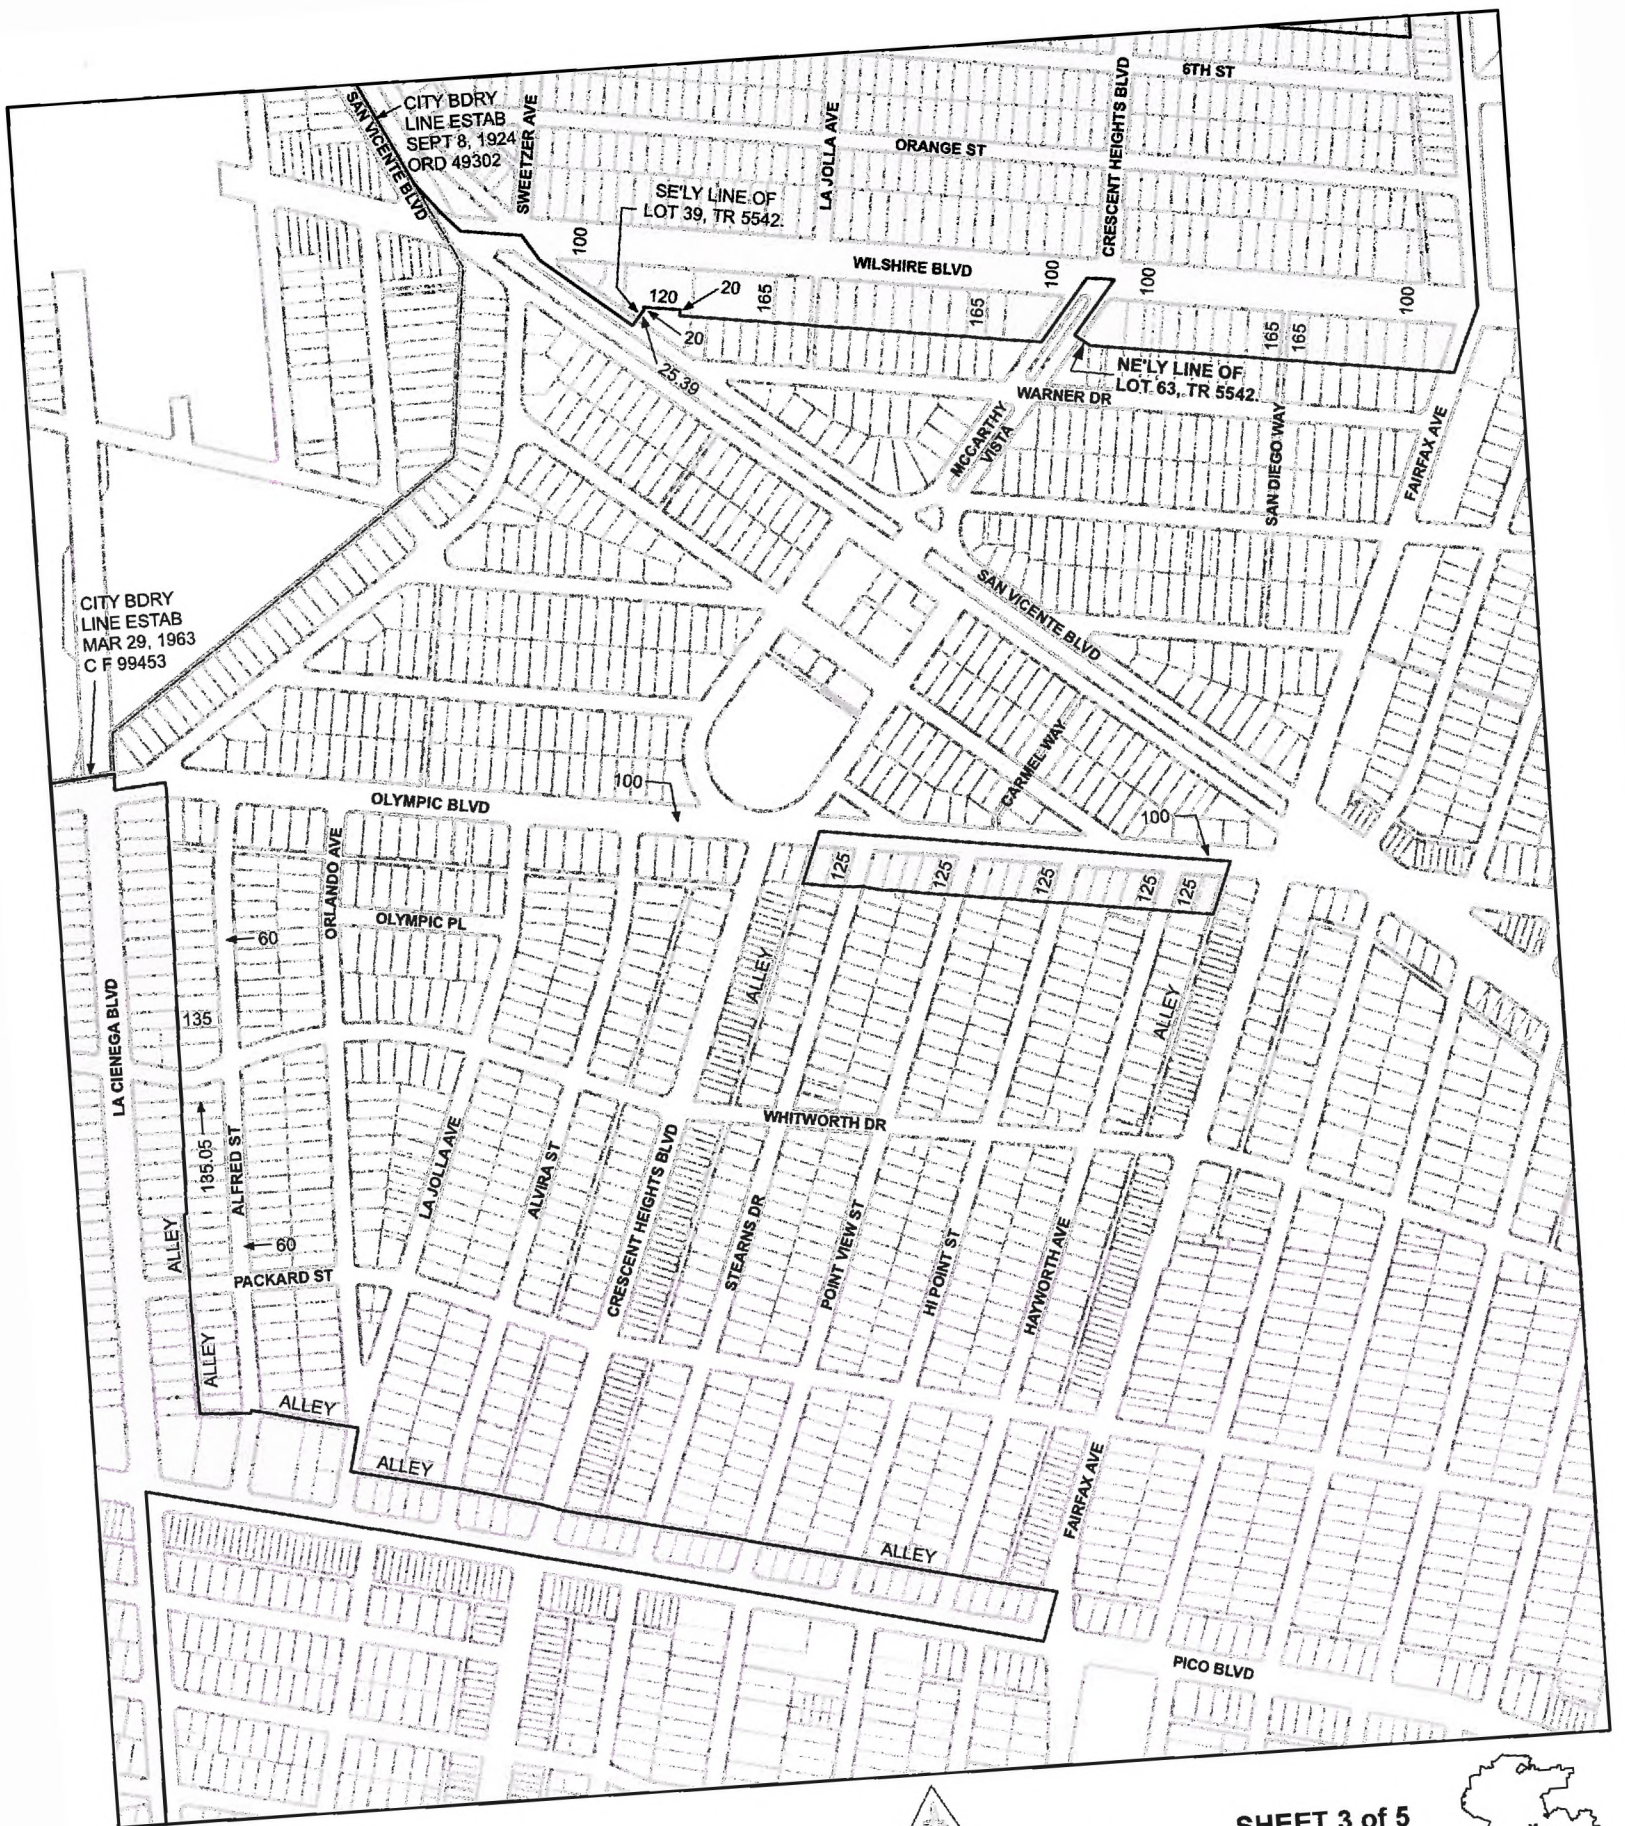 6TH ST
CITY BDRY
LINE ESTAB
SEPT 8, 1924
ORD 49302
SAN VICENTE BLVD
SWEETZER AVE
LA JOLLA AVE
CRESCENT HEIGHTS BLVD
ORANGE ST
SE'LY LINE OF
LOT 39, TR 5542.
100
WILSHIRE BLVD
100
100
100
120
20
165
165
20
25.39
165
165
NE'LY LINE OF
LOT 63, TR 5542.
WARNER DR
MCCARTHY
VISTA
SAN DIEGO WAY
FAIRFAX AVE
SAN VICENTE BLVD
CITY BDRY
LINE ESTAB
MAR 29, 1963
C F 99453
CARMEL WAY
100
OLYMPIC BLVD
100
125
125
125
125
125
ORLANDO AVE
OLYMPIC PL
60
ALLEY
ALLEY
LA CIENEGA BLVD
135
WHITWORTH DR
135.05
ALFRED ST
LA JOLLA AVE
ALVIRA ST
CRESCENT HEIGHTS BLVD
STEARNS DR
POINT VIEW ST
HI POINT ST
HAYWORTH AVE
ALLEY
60
PACKARD ST
ALLEY
ALLEY
ALLEY
FAIRFAX AVE
ALLEY
PICO BLVD
SHEET 3 of 5